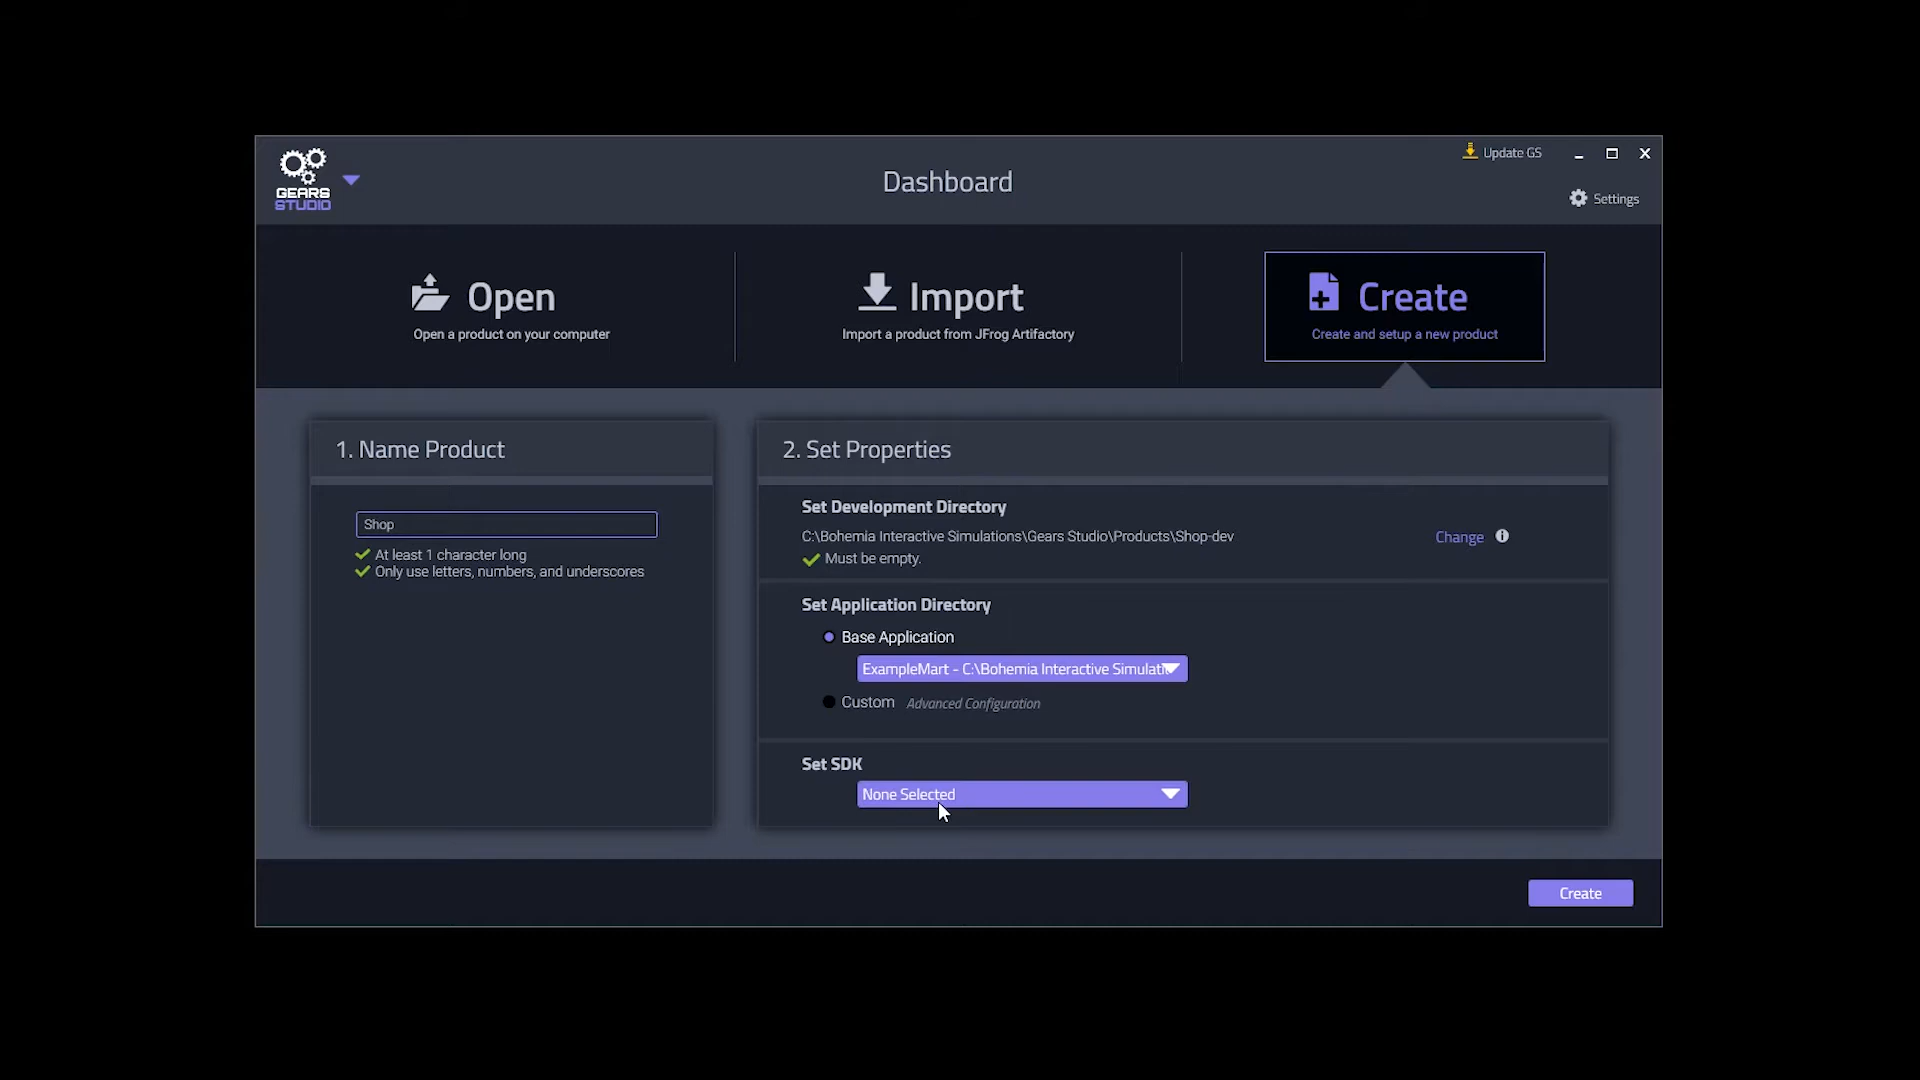 Update GS
GEARS
STUDIO
Dashboard
Settings
Open
Open a product on your computer
Import
Import a product from JFrog Artifactory
Create
Create and setup a new product
1. Name Product
Shop
At least 1 character long
Only use letters, numbers, and underscores
2. Set Properties
Set Development Directory
C:\Bohemia Interactive Simulations\Gears Studio\Products\Shop-dev
Change
Must be empty.
Set Application Directory
Base Application
ExampleMart - C:\Bohemia Interactive Simulati
Custom Advanced Configuration
Set SDK
None Selected
Create